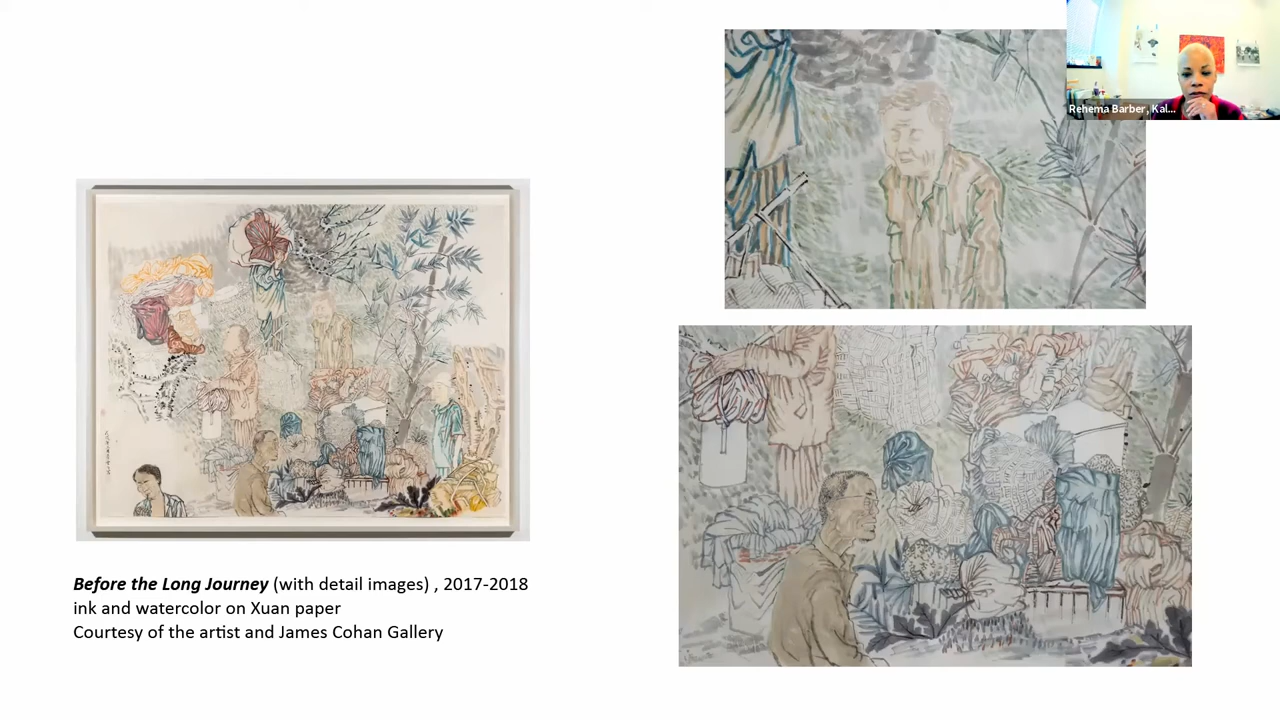 Rehema Barber, Kal...
Before the Long Journey (with detail images) , 2017-2018
ink and watercolor on Xuan paper
Courtesy of the artist and James Cohan Gallery